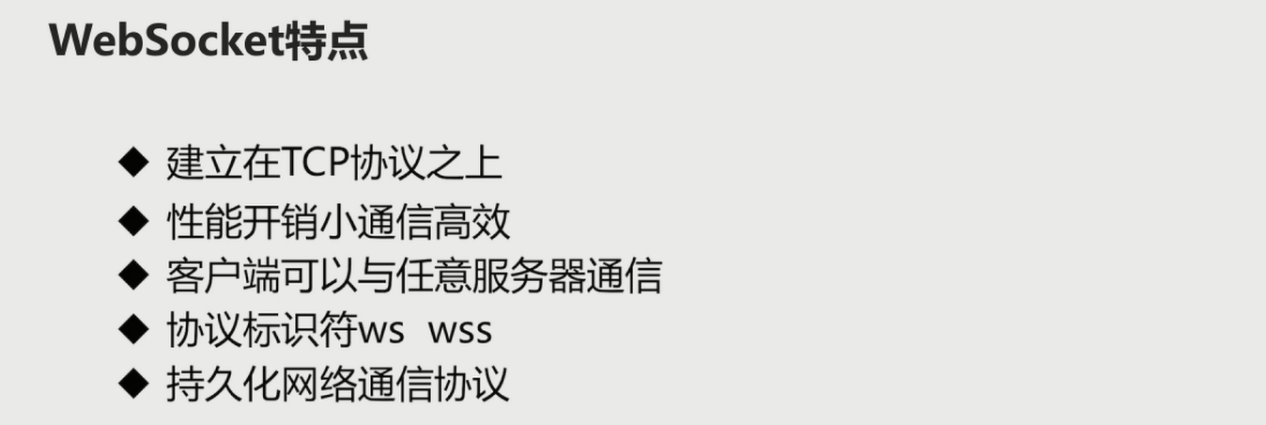 WebSocket特点
◆ 建立在TCP协议之上
◆ 性能开销小通信高效
◆ 客户端可以与任意服务器通信
◆ 协议标识符ws wss
◆ 持久化网络通信协议